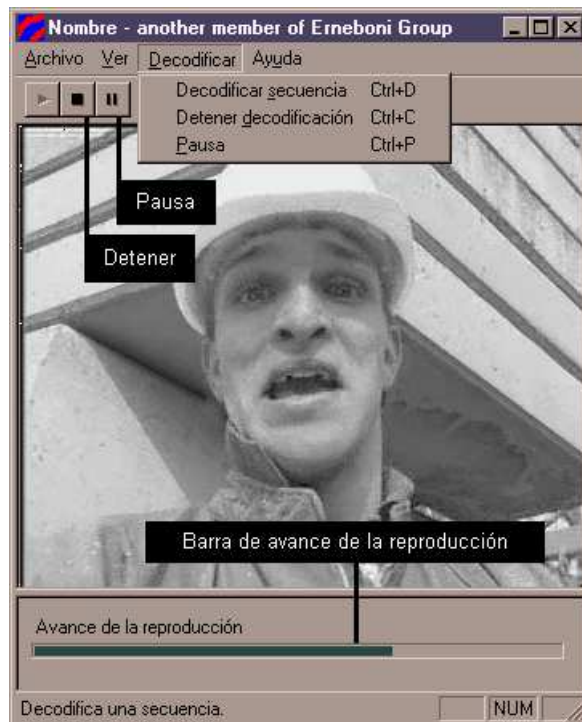 Nombre - another member of Erneboni Group
Archivo Ver Decodificar Ayuda
Decodificar secuencia Ctrl+D
Detener decodificación Ctrl+C
Pausa Ctrl+P
Pausa
Detener
Barra de avance de la reproducción
Avance de la reproducción
Decodifica una secuencia. NUM